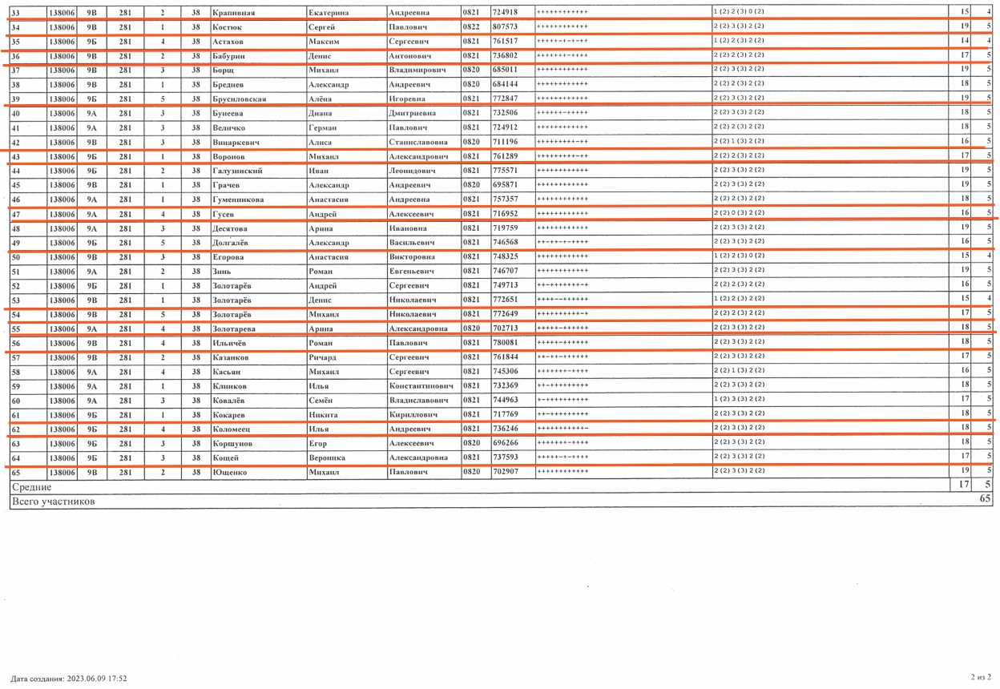 33 138006 9В 281 2 38 Крапивная Екатерина Андреевна 0821 724918 ++++++++++++ 1 (2) 2 (3) 0 (2) 15 4
34 138006 9В 281 1 38 Костюк Сергей Павлович 0822 807573 ++++++++++++ 2 (2) 3 (3) 2 (2) 19 5
35 138006 9Б 281 4 38 Астахов Максим Сергеевич 0821 761517 +++++-+-+-++ 1 (2) 2 (3) 2 (2) 14 4
36 138006 9В 281 2 38 Бабурин Денис Антонович 0821 736802 +++++++-++++ 2 (2) 2 (3) 2 (2) 17 5
37 138006 9В 281 3 38 Борщ Михаил Владимирович 0820 685011 ++++++++++++ 2 (2) 3 (3) 2 (2) 19 5
38 138006 9В 281 1 38 Бреднев Александр Андреевич 0820 684144 ++++++++++++ 2 (2) 2 (3) 2 (2) 18 5
39 138006 9Б 281 5 38 Брусиловская Алёна Игоревна 0821 772847 ++++++++++++ 2 (2) 3 (3) 2 (2) 19 5
40 138006 9А 281 3 38 Бунеева Диана Дмитриевна 0821 732506 ++++++-+++++ 2 (2) 3 (3) 2 (2) 18 5
41 138006 9А 281 3 38 Величко Герман Павлович 0821 724912 ++++++++++++ 2 (2) 2 (3) 2 (2) 18 5
42 138006 9В 281 3 38 Винаркевич Алиса Станиславовна 0820 711196 +++++++++-++ 2 (2) 1 (3) 2 (2) 16 5
43 138006 9Б 281 1 38 Воронов Михаил Александрович 0821 761289 +++++++++-++ 2 (2) 2 (3) 2 (2) 17 5
44 138006 9Б 281 2 38 Галузинский Иван Леонидович 0821 775571 ++++++++++++ 2 (2) 3 (3) 2 (2) 19 5
45 138006 9В 281 1 38 Грачев Александр Андреевич 0820 695871 ++++++++++++ 2 (2) 3 (3) 2 (2) 19 5
46 138006 9А 281 1 38 Гуменникова Анастасия Андреевна 0821 757357 ++++++++++++ 2 (2) 2 (3) 2 (2) 18 5
47 138006 9А 281 4 38 Гусев Андрей Алексеевич 0821 716952 ++++++++++++ 2 (2) 0 (3) 2 (2) 16 5
48 138006 9А 281 3 38 Десятова Арина Ивановна 0821 719759 ++++++++++++ 2 (2) 3 (3) 2 (2) 19 5
49 138006 9Б 281 5 38 Долгалёв Александр Васильевич 0821 746568 ++-++-+-++++ 2 (2) 3 (3) 2 (2) 16 5
50 138006 9В 281 3 38 Егорова Анастасия Викторовна 0821 748325 ++++++++++++ 1 (2) 2 (3) 0 (2) 15 4
51 138006 9А 281 2 38 Зинь Роман Евгеньевич 0821 746707 ++++++++++++ 2 (2) 3 (3) 2 (2) 19 5
52 138006 9Б 281 1 38 Золотарёв Андрей Сергеевич 0821 749713 ++-+++++++-+ 2 (2) 2 (3) 2 (2) 16 5
53 138006 9В 281 1 38 Золотарёв Денис Николаевич 0821 772651 ++++--++++++ 1 (2) 2 (3) 2 (2) 15 4
54 138006 9В 281 5 38 Золотарёв Михаил Николаевич 0821 772649 ++++++++++-+ 2 (2) 2 (3) 2 (2) 17 5
55 138006 9А 281 4 38 Золотарева Арина Александровна 0820 702713 +++++-++++++ 2 (2) 3 (3) 2 (2) 18 5
56 138006 9В 281 4 38 Ильичёв Роман Павлович 0821 780081 +++++-++++++ 2 (2) 3 (3) 2 (2) 18 5
57 138006 9В 281 2 38 Казанков Ричард Сергеевич 0821 761844 ++-++-++++++ 2 (2) 3 (3) 2 (2) 17 5
58 138006 9А 281 4 38 Касьян Михаил Сергеевич 0821 745306 +++++++-++++ 2 (2) 1 (3) 2 (2) 16 5
59 138006 9А 281 1 38 Клинков Илья Константинович 0821 732369 ++-+++++++++ 2 (2) 3 (3) 2 (2) 18 5
60 138006 9А 281 3 38 Ковалёв Семён Владиславович 0821 744963 +-++++++++++ 1 (2) 3 (3) 2 (2) 17 5
61 138006 9Б 281 1 38 Кокарев Никита Кириллович 0821 717769 ++-+++++++++ 2 (2) 3 (3) 2 (2) 18 5
62 138006 9Б 281 4 38 Коломеец Илья Андреевич 0821 736246 +++++++++++- 2 (2) 3 (3) 2 (2) 18 5
63 138006 9Б 281 3 38 Коршунов Егор Алексеевич 0820 696266 +++++++-++++ 2 (2) 3 (3) 2 (2) 18 5
64 138006 9Б 281 3 38 Кощей Вероника Александровна 0821 737593 +++++-+-++++ 2 (2) 3 (3) 2 (2) 17 5
65 138006 9В 281 2 38 Ющенко Михаил Павлович 0820 702907 ++++++++++++ 2 (2) 3 (3) 2 (2) 19 5
Средние 17 5
Всего участников 65
Дата создания: 2023.06.09 17:52 2 из 2